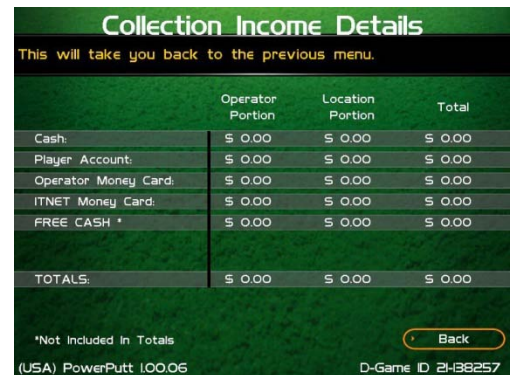 Collection Income Details
This will take you back to the previous menu.
Operator Portion Location Portion Total
Cash: $ 0.00 $ 0.00 $ 0.00
Player Account: $ 0.00 $ 0.00 $ 0.00
Operator Money Card: $ 0.00 $ 0.00 $ 0.00
ITNET Money Card: $ 0.00 $ 0.00 $ 0.00
FREE CASH * $ 0.00 $ 0.00 $ 0.00
TOTALS: $ 0.00 $ 0.00 $ 0.00
*Not Included In Totals
Back
(USA) PowerPutt 1.00.06 D-Game ID 21-138257